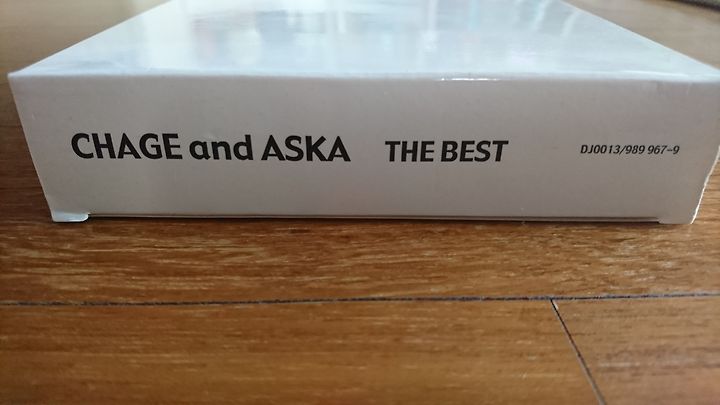 CHAGE and ASKA THE BEST DJ0013/989 967-9